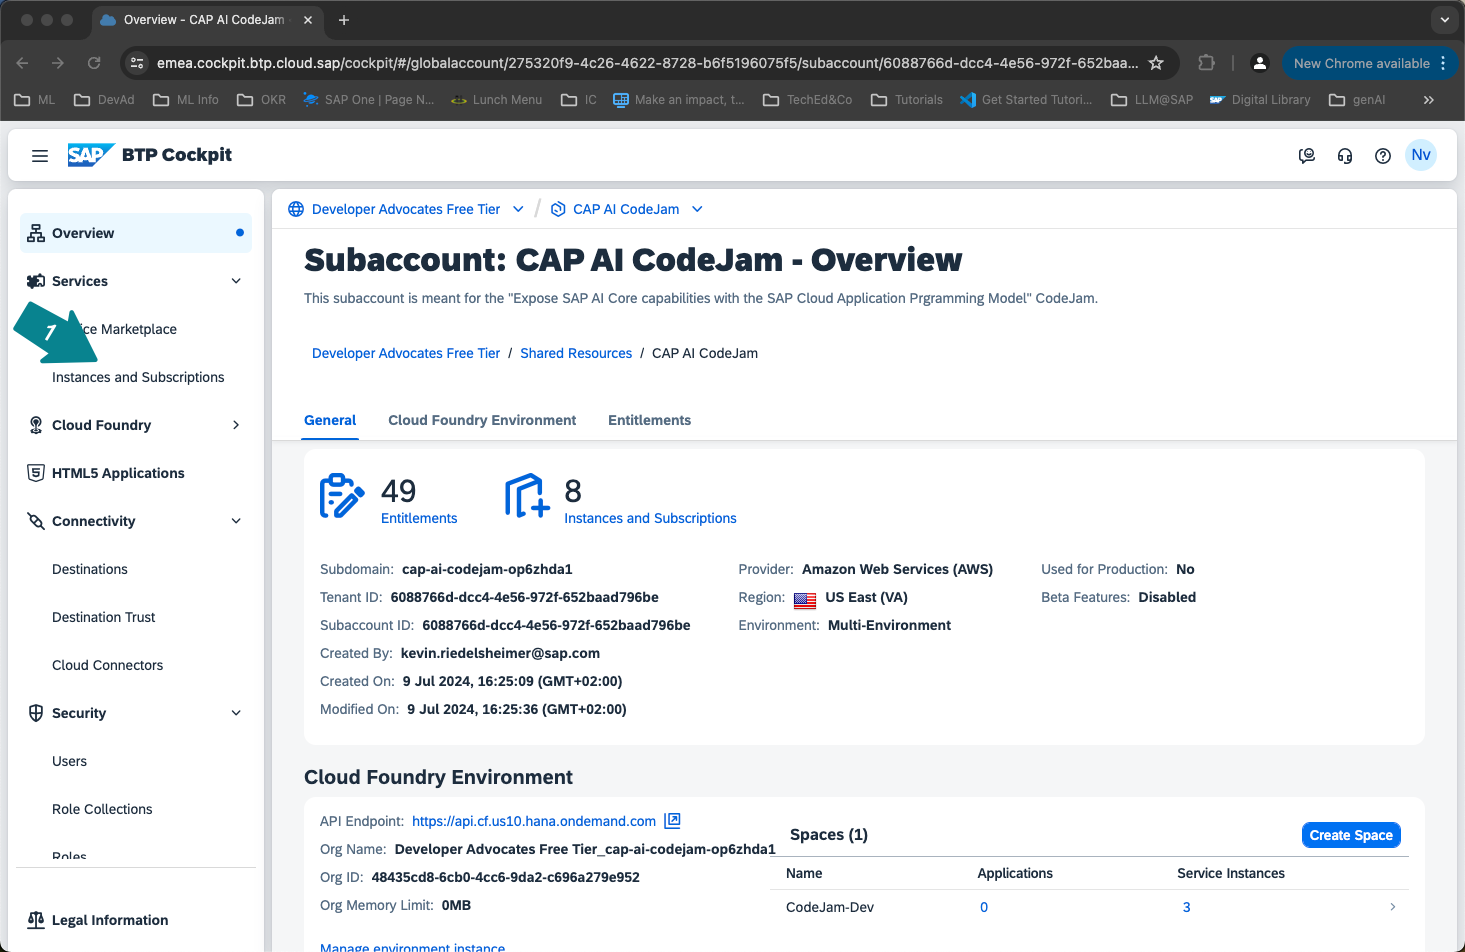 Overview - CAP AI CodeJam
emea.cockpit.btp.cloud.sap/cockpit/#/globalaccount/275320f9-4c26-4622-8728-b6f5196075f5/subaccount/6088766d-dcc4-4e56-972f-652baa...
New Chrome available
ML
DevAd
ML Info
OKR
SAP One | Page N...
Lunch Menu
IC
Make an impact, t...
TechEd&Co
Tutorials
Get Started Tutori...
LLM@SAP
Digital Library
genAI
SAP BTP Cockpit
Nv
Overview
Services
1
ce Marketplace
Instances and Subscriptions
Cloud Foundry
HTML5 Applications
Connectivity
Destinations
Destination Trust
Cloud Connectors
Security
Users
Role Collections
Roles
Legal Information
Developer Advocates Free Tier / CAP AI CodeJam
Subaccount: CAP AI CodeJam - Overview
This subaccount is meant for the "Expose SAP AI Core capabilities with the SAP Cloud Application Prgramming Model" CodeJam.
Developer Advocates Free Tier / Shared Resources / CAP AI CodeJam
General
Cloud Foundry Environment
Entitlements
49
Entitlements
8
Instances and Subscriptions
Subdomain: cap-ai-codejam-op6zhda1
Tenant ID: 6088766d-dcc4-4e56-972f-652baad796be
Subaccount ID: 6088766d-dcc4-4e56-972f-652baad796be
Created By: kevin.riedelsheimer@sap.com
Created On: 9 Jul 2024, 16:25:09 (GMT+02:00)
Modified On: 9 Jul 2024, 16:25:36 (GMT+02:00)
Provider: Amazon Web Services (AWS)
Region: US East (VA)
Environment: Multi-Environment
Used for Production: No
Beta Features: Disabled
Cloud Foundry Environment
API Endpoint: https://api.cf.us10.hana.ondemand.com
Org Name: Developer Advocates Free Tier_cap-ai-codejam-op6zhda1
Org ID: 48435cd8-6cb0-4cc6-9da2-c696a279e952
Org Memory Limit: 0MB
Manage environment instance
Spaces (1)
Create Space
Name Applications Service Instances
CodeJam-Dev 0 3